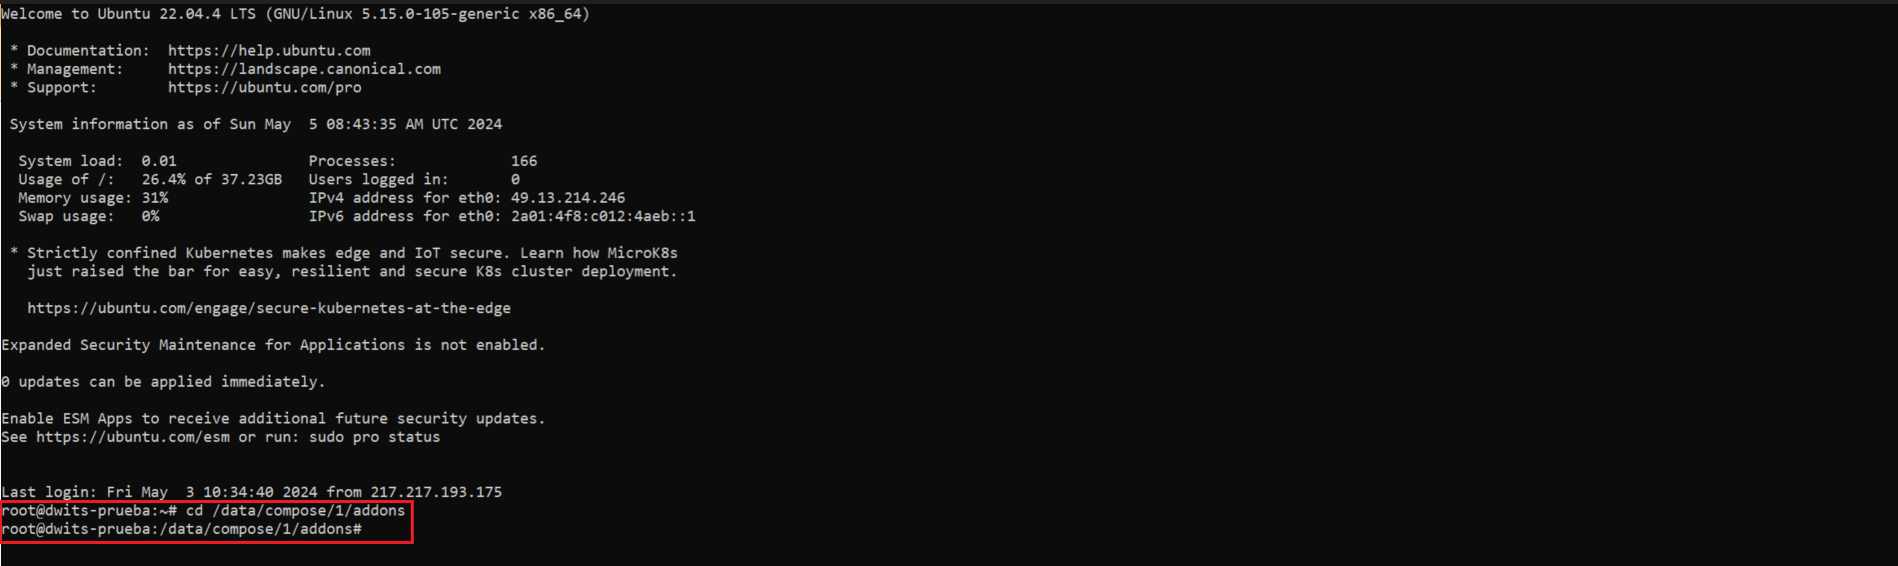 Welcome to Ubuntu 22.04.4 LTS (GNU/Linux 5.15.0-105-generic x86_64)
* Documentation:  https://help.ubuntu.com
* Management:     https://landscape.canonical.com
* Support:        https://ubuntu.com/pro
System information as of Sun May  5 08:43:35 AM UTC 2024
System load:  0.01               Processes:             166
Usage of /:   26.4% of 37.23GB   Users logged in:       0
Memory usage: 31%                IPv4 address for eth0: 49.13.214.246
Swap usage:   0%                 IPv6 address for eth0: 2a01:4f8:c012:4aeb::1
* Strictly confined Kubernetes makes edge and IoT secure. Learn how MicroK8s
just raised the bar for easy, resilient and secure K8s cluster deployment.
https://ubuntu.com/engage/secure-kubernetes-at-the-edge
Expanded Security Maintenance for Applications is not enabled.
0 updates can be applied immediately.
Enable ESM Apps to receive additional future security updates.
See https://ubuntu.com/esm or run: sudo pro status
Last login: Fri May  3 10:34:40 2024 from 217.217.193.175
root@dwits-prueba:~# cd /data/compose/1/addons
root@dwits-prueba:/data/compose/1/addons#